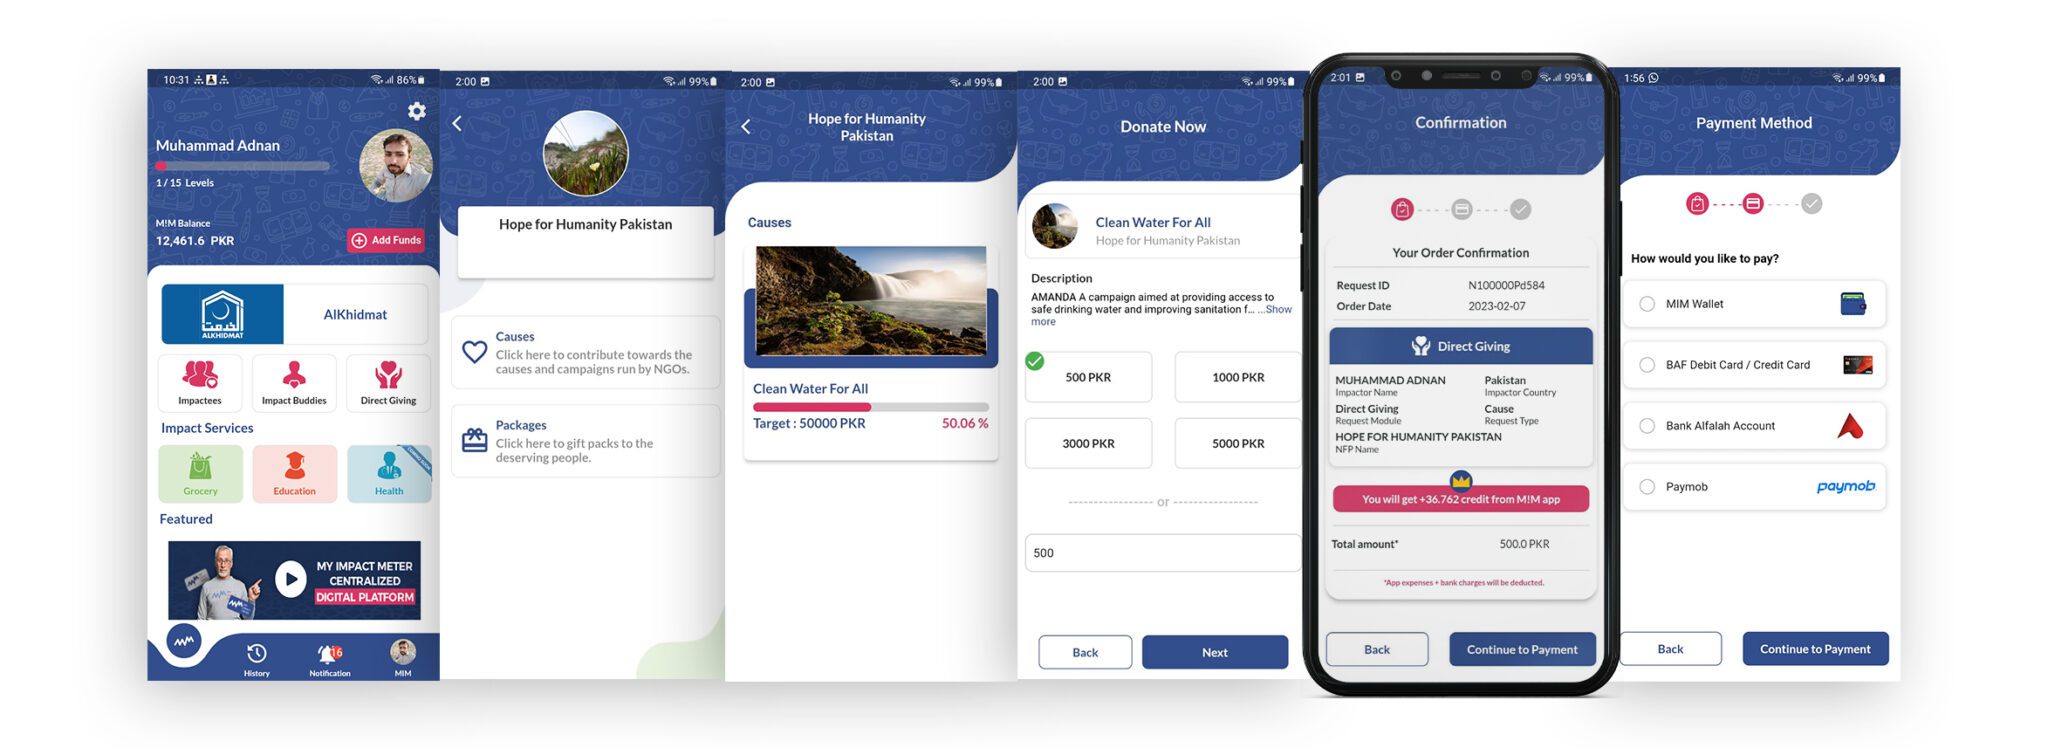 10:31
86%
Muhammad Adnan
1 / 15 Levels
M!M Balance
12,461.6 PKR
Add Funds
الخدمت
ALKHIDMAT
AlKhidmat
Impactees
Impact Buddies
Direct Giving
Impact Services
COMING SOON
Grocery
Education
Health
Featured
MY IMPACT METER
CENTRALIZED
DIGITAL PLATFORM
16
History
Notification
MIM
2:00
99%
Hope for Humanity Pakistan
Causes
Click here to contribute towards the
causes and campaigns run by NGOs.
Packages
Click here to gift packs to the
deserving people.
2:00
99%
Hope for Humanity
Pakistan
Causes
Clean Water For All
Target : 50000 PKR
50.06 %
2:00
99%
Donate Now
Clean Water For All
Hope for Humanity Pakistan
Description
AMANDA A campaign aimed at providing access to
safe drinking water and improving sanitation f... ...Show
more
500 PKR
1000 PKR
3000 PKR
5000 PKR
or
500
Back
Next
2:01
99%
Confirmation
Your Order Confirmation
Request ID
N100000Pd584
Order Date
2023-02-07
Direct Giving
MUHAMMAD ADNAN
Pakistan
Impactor Name
Impactor Country
Direct Giving
Cause
Request Module
Request Type
HOPE FOR HUMANITY PAKISTAN
NFP Name
You will get +36.762 credit from M!M app
Total amount*
500.0 PKR
*App expenses + bank charges will be deducted.
Back
Continue to Payment
1:56
99%
Payment Method
How would you like to pay?
MIM Wallet
BAF Debit Card / Credit Card
Bank Alfalah Account
Paymob
paymob
Back
Continue to Payment